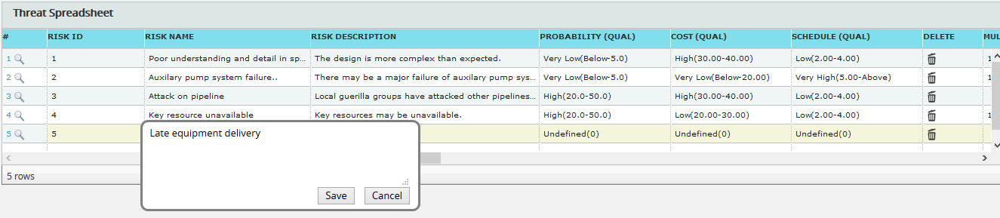 Threat Spreadsheet
# RISK ID RISK NAME RISK DESCRIPTION PROBABILITY (QUAL) COST (QUAL) SCHEDULE (QUAL) DELETE MUL
1 1 Poor understanding and detail in sp... The design is more complex than expected. Very Low(Below-5.0) High(30.00-40.00) Low(2.00-4.00) 1
2 2 Auxilary pump system failure.. There may be a major failure of auxilary pump sys... Very Low(Below-5.0) Very Low(Below-20.00) Very High(5.00-Above) 1
3 3 Attack on pipeline Local guerilla groups have attacked other pipelines... High(20.0-50.0) High(30.00-40.00) Low(2.00-4.00) 1
4 4 Key resource unavailable Key resources may be unavailable. High(20.0-50.0) Low(20.00-30.00) Low(2.00-4.00) 1
5 5 Late equipment delivery Undefined(0) Undefined(0) Undefined(0)
5 rows
Save Cancel